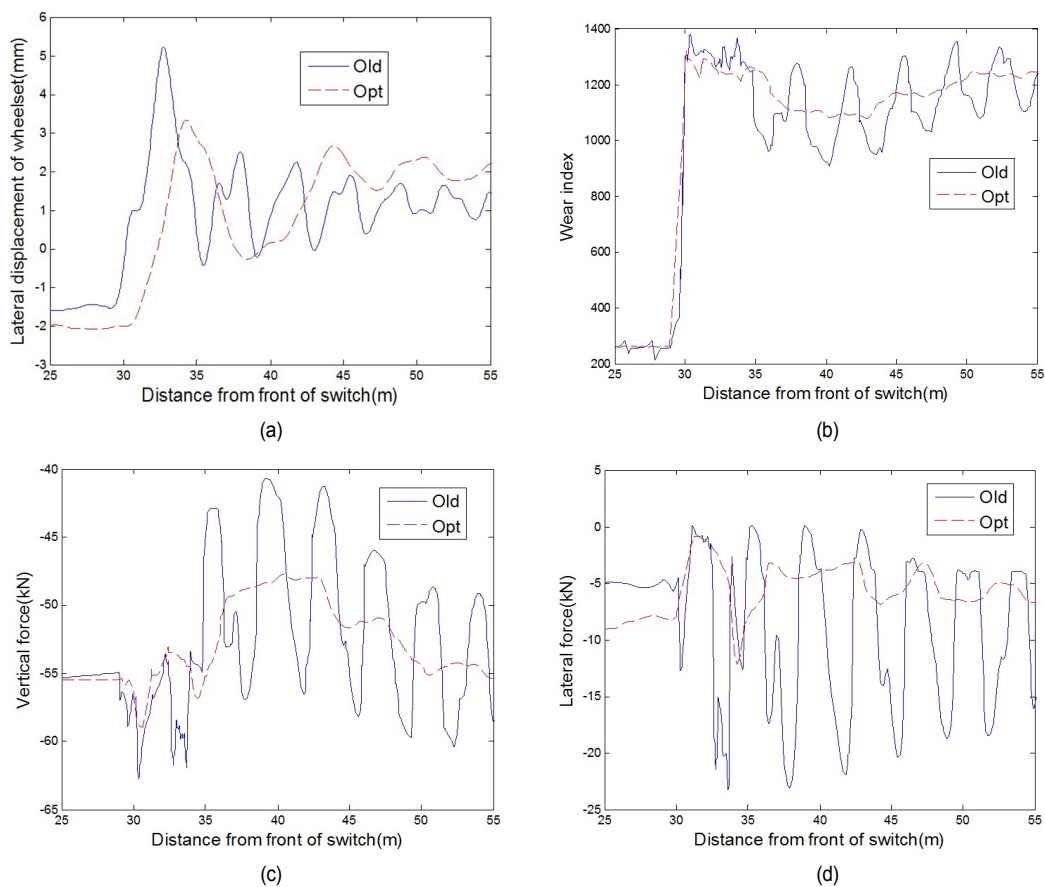 6
5
4
3
2
1
0
-1
-2
-3
25 30 35 40 45 50 55
Lateral displacement of wheelset(mm)
Distance from front of switch(m)
Old
Opt
(a)
1400
1200
1000
800
600
400
200
25 30 35 40 45 50 55
Wear index
Distance from front of switch(m)
Old
Opt
(b)
-40
-45
-50
-55
-60
-65
25 30 35 40 45 50 55
Vertical force(kN)
Distance from front of switch(m)
Old
Opt
(c)
5
0
-5
-10
-15
-20
-25
25 30 35 40 45 50 55
Lateral force(kN)
Distance from front of switch(m)
Old
Opt
(d)